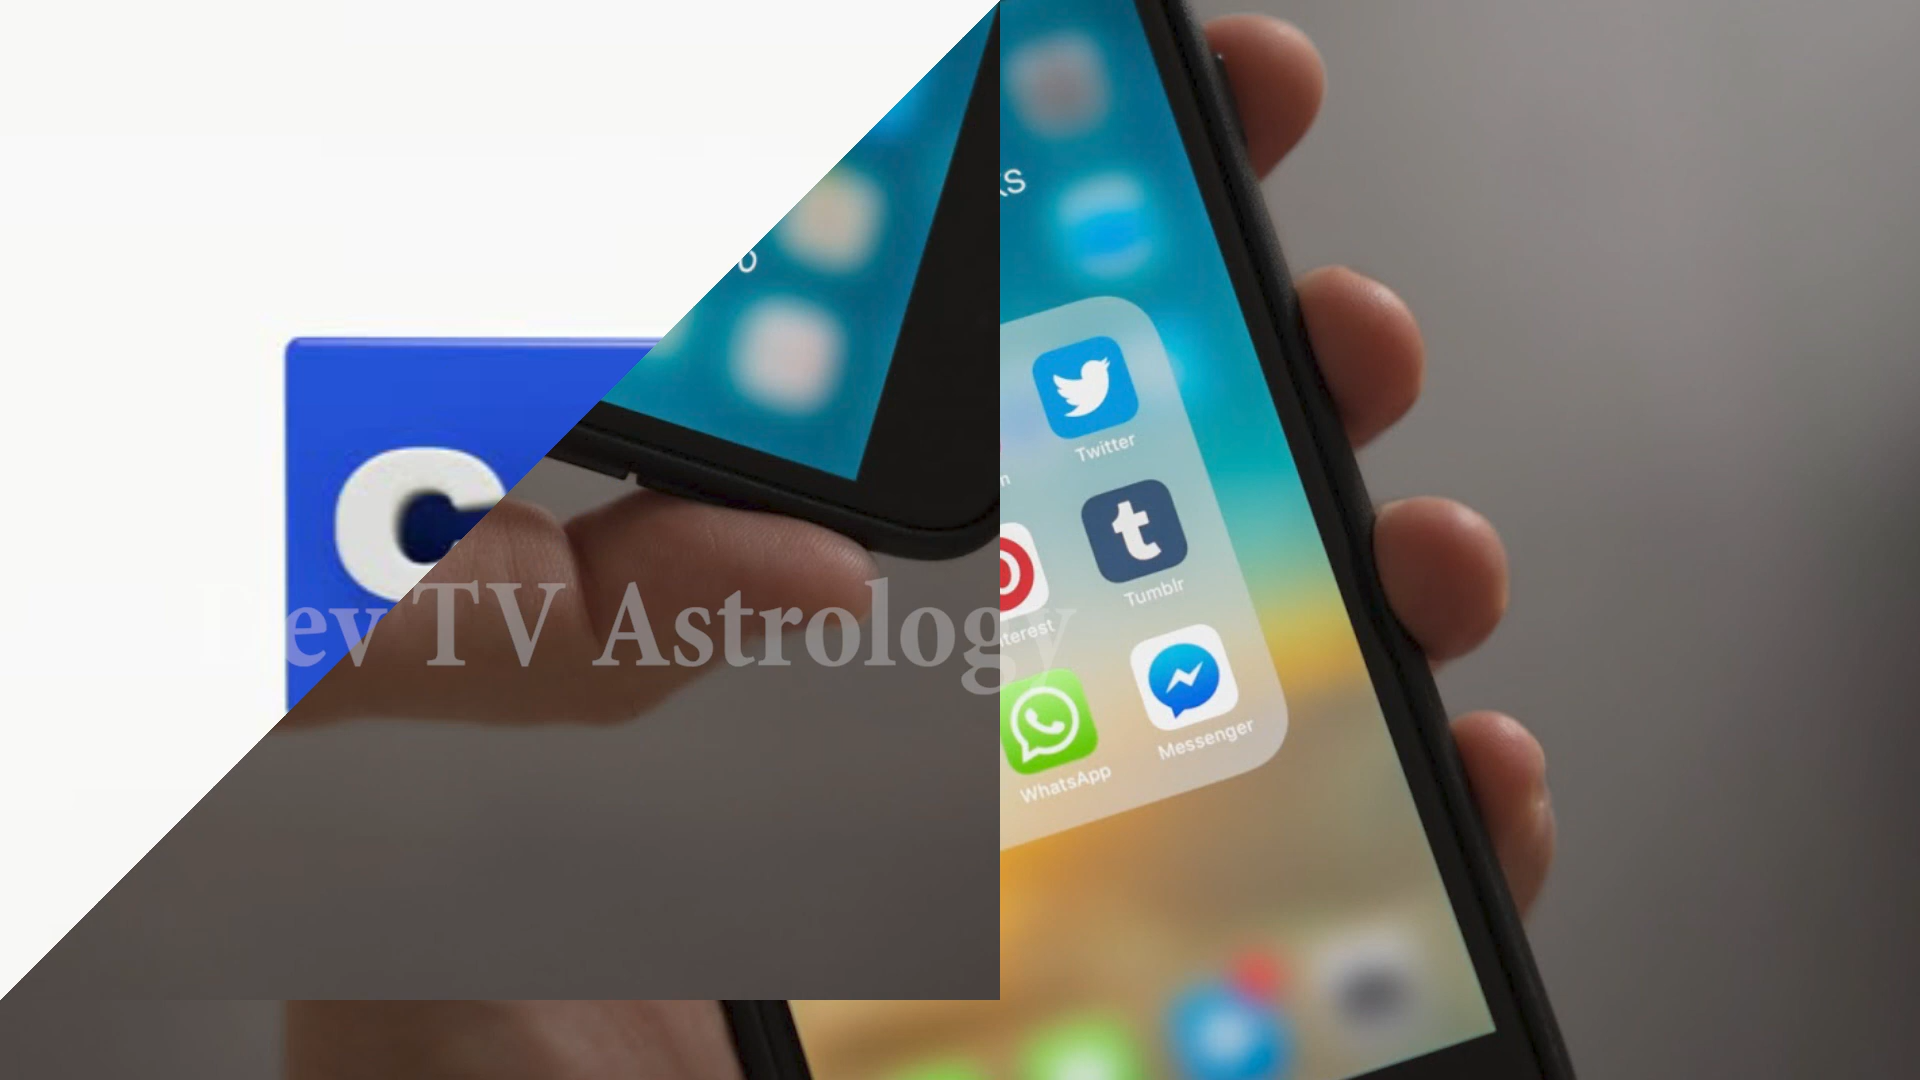 C
Twitter
Tumblr
WhatsApp
Messenger
Dev TV Astrology